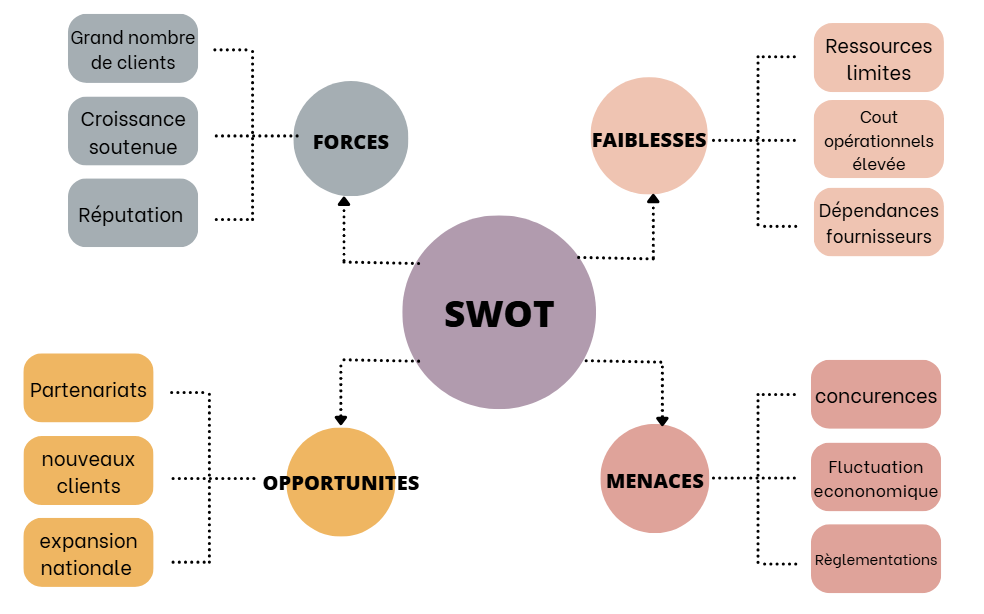 Grand nombre
de clients
Croissance
soutenue
Réputation
FORCES
FAIBLESSES
Ressources
limites
Cout
opérationnels
élevée
Dépendances
fournisseurs
SWOT
Partenariats
nouveaux
clients
expansion
nationale
OPPORTUNITES
MENACES
concurences
Fluctuation
econonomique
Règlementations